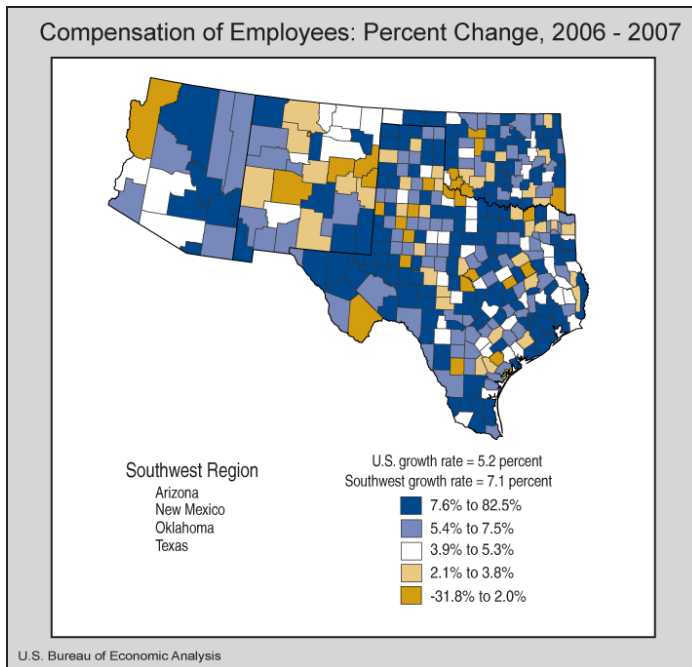 Compensation of Employees: Percent Change, 2006 - 2007
Southwest Region
Arizona
New Mexico
Oklahoma
Texas
U.S. growth rate = 5.2 percent
Southwest growth rate = 7.1 percent
7.6% to 82.5%
5.4% to 7.5%
3.9% to 5.3%
2.1% to 3.8%
-31.8% to 2.0%
U.S. Bureau of Economic Analysis